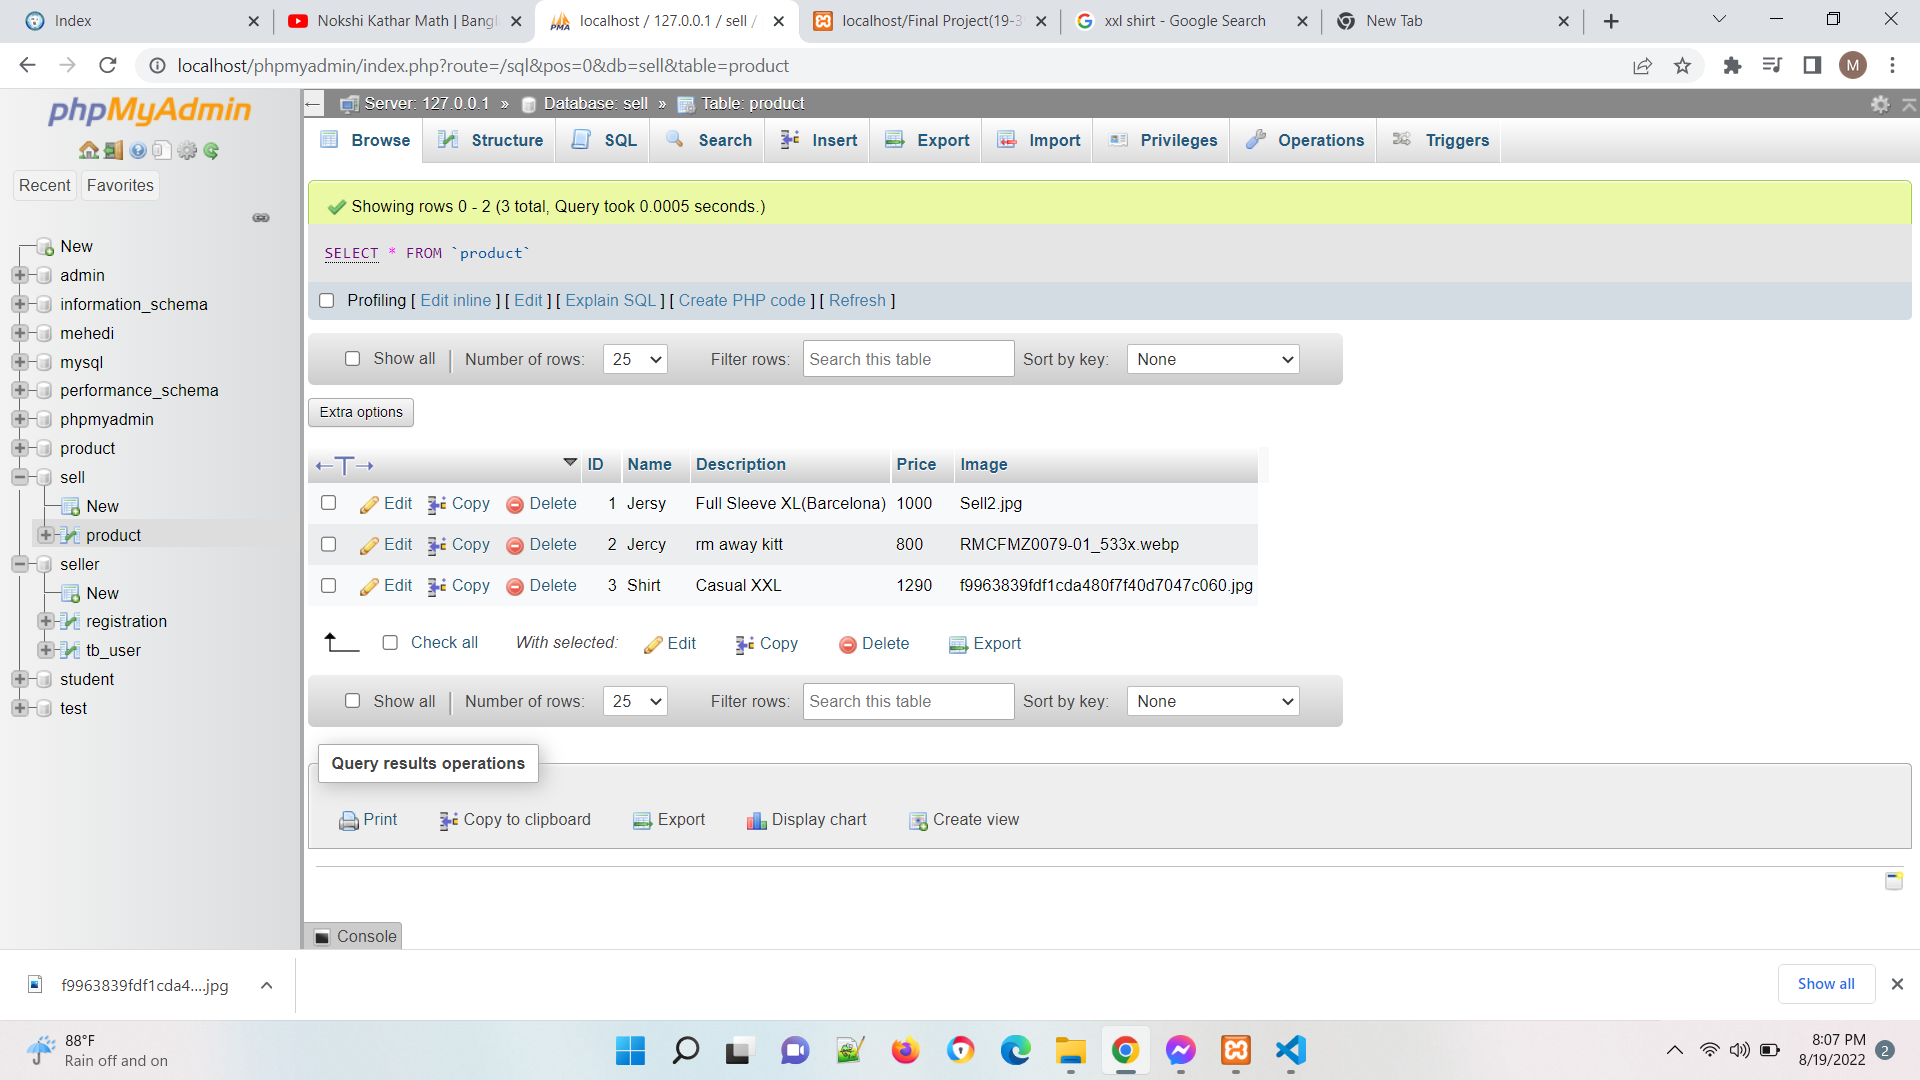 Index
Nokshi Kathar Math | Bangl
localhost / 127.0.0.1 / sell /
localhost/Final Project(19-3
xxl shirt - Google Search
New Tab
localhost/phpmyadmin/index.php?route=/sql&pos=0&db=sell&table=product
M
phpMyAdmin
Recent
Favorites
New
admin
information_schema
mehedi
mysql
performance_schema
phpmyadmin
product
sell
New
product
seller
New
registration
tb_user
student
test
Server: 127.0.0.1 » Database: sell » Table: product
Browse
Structure
SQL
Search
Insert
Export
Import
Privileges
Operations
Triggers
Showing rows 0 - 2 (3 total, Query took 0.0005 seconds.)
SELECT * FROM `product`
Profiling [ Edit inline ] [ Edit ] [ Explain SQL ] [ Create PHP code ] [ Refresh ]
Show all | Number of rows: 25 Filter rows: Search this table Sort by key: None
Extra options
ID Name Description Price Image
Edit Copy Delete 1 Jersy Full Sleeve XL(Barcelona) 1000 Sell2.jpg
Edit Copy Delete 2 Jercy rm away kitt 800 RMCFMZ0079-01_533x.webp
Edit Copy Delete 3 Shirt Casual XXL 1290 f9963839fdf1cda480f7f40d7047c060.jpg
Check all With selected: Edit Copy Delete Export
Show all | Number of rows: 25 Filter rows: Search this table Sort by key: None
Query results operations
Print Copy to clipboard Export Display chart Create view
Console
f9963839fdf1cda4....jpg
Show all
88°F
Rain off and on
8:07 PM
8/19/2022
2